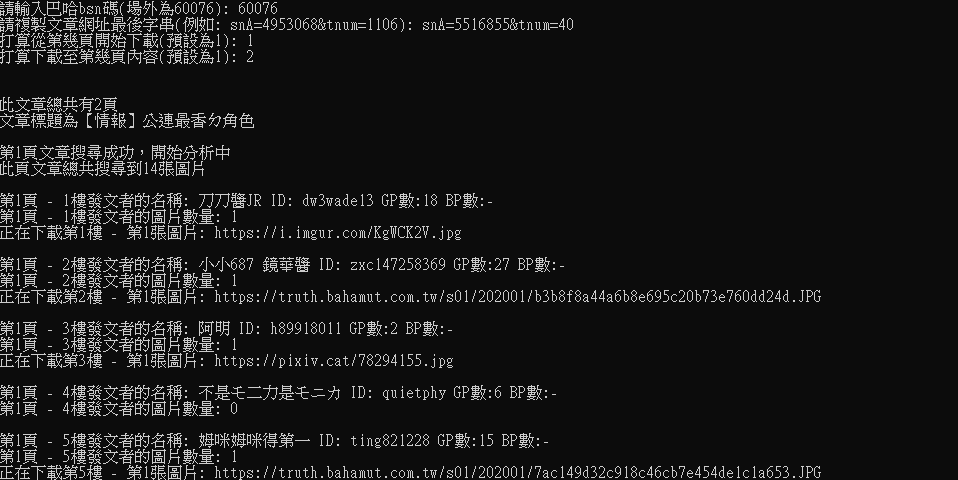 請輸入巴哈bsn碼(場外為60076): 60076
請複製文章網址最後字串(例如: snA=4953068&tnum=1106): snA=5516855&tnum=40
打算從第幾頁開始下載(預設為1): 1
打算下載至第幾頁內容(預設為1): 2
此文章總共有2頁
文章標題為【情報】公連最香ㄉ角色
第1頁文章搜尋成功，開始分析中
此頁文章總共搜尋到14張圖片
第1頁 - 1樓發文者的名稱: 刀刀醬JR ID: dw3wade13 GP數:18 BP數:-
第1頁 - 1樓發文者的圖片數量: 1
正在下載第1樓 - 第1張圖片: https://i.imgur.com/KgWCK2V.jpg
第1頁 - 2樓發文者的名稱: 小小687 鏡華醬 ID: zxc147258369 GP數:27 BP數:-
第1頁 - 2樓發文者的圖片數量: 1
正在下載第2樓 - 第1張圖片: https://truth.bahamut.com.tw/s01/202001/b3b8f8a44a6b8e695c20b73e760dd24d.JPG
第1頁 - 3樓發文者的名稱: 阿明 ID: h89918011 GP數:2 BP數:-
第1頁 - 3樓發文者的圖片數量: 1
正在下載第3樓 - 第1張圖片: https://pixiv.cat/78294155.jpg
第1頁 - 4樓發文者的名稱: 不是モ二力是モニカ ID: quietphy GP數:6 BP數:-
第1頁 - 4樓發文者的圖片數量: 0
第1頁 - 5樓發文者的名稱: 姆咪姆咪得第一 ID: ting821228 GP數:15 BP數:-
第1頁 - 5樓發文者的圖片數量: 1
正在下載第5樓 - 第1張圖片: https://truth.bahamut.com.tw/s01/202001/7ac149d32c918c46cb7e454de1c1a653.JPG